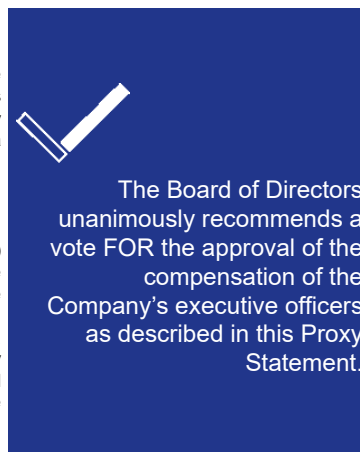 The Board of Directors
unanimously recommends a
vote FOR the approval of the
compensation of the
Company’s executive officers
as described in this Proxy
Statement.